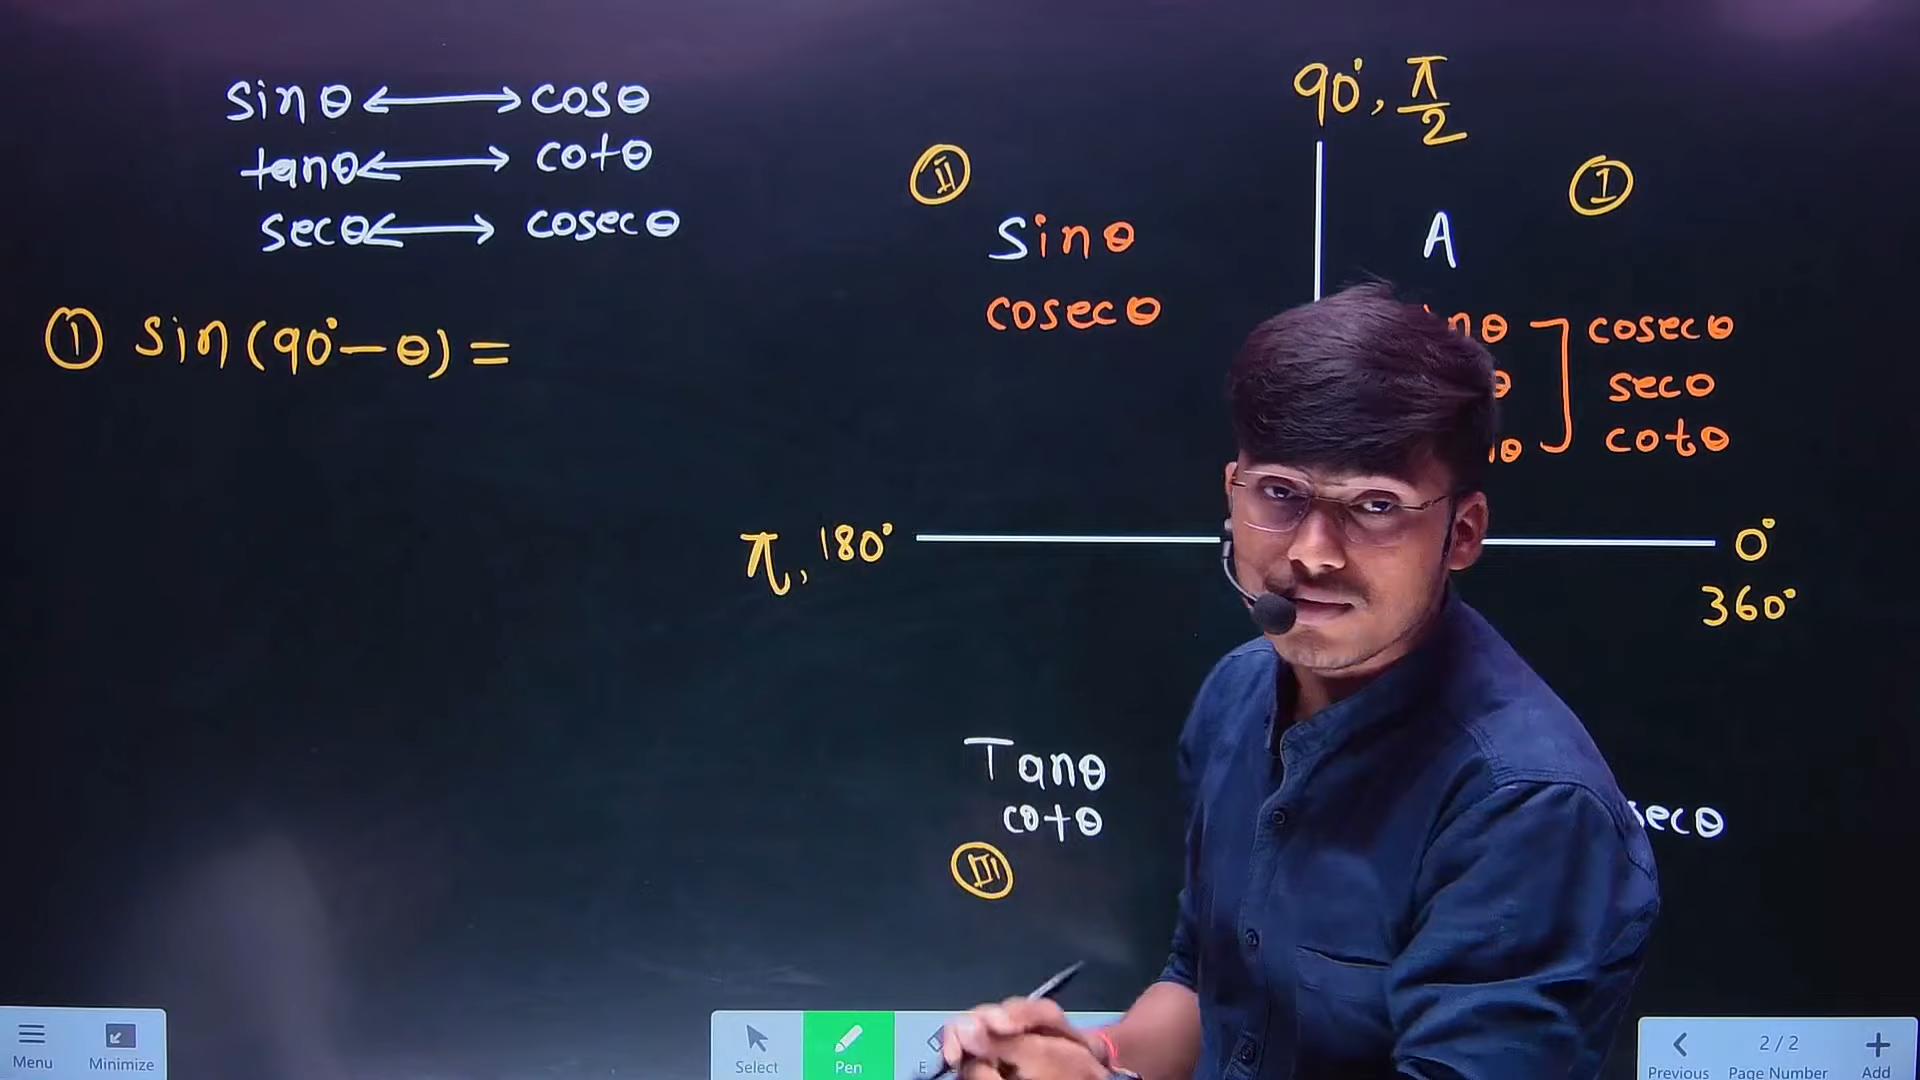 sinθ ⟷ cosθ
tanθ ⟷ cotθ
secθ ⟷ cosecθ
① sin(90°-θ) =
90°, π/2
Ⅱ
Ⅰ
Sinθ
cosecθ
A
cosecθ
secθ
cotθ
π, 180°
0°
360°
Tanθ
cotθ
Ⅲ
secθ
Menu
Minimize
Select
Pen
2 / 2
Previous
Page Number
Add